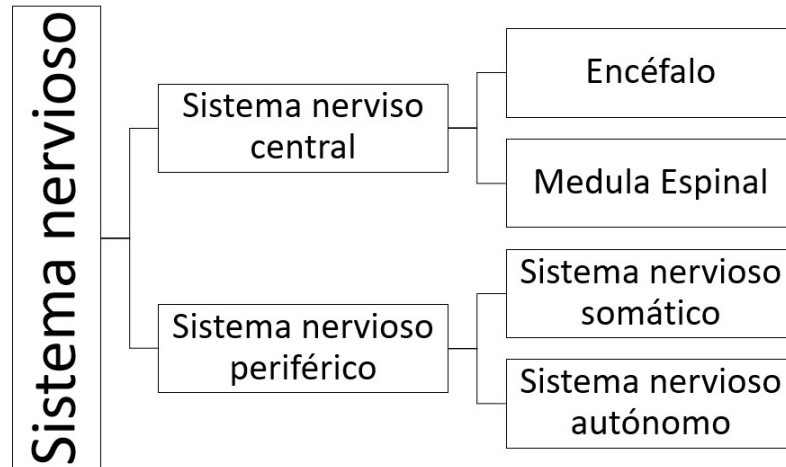 Sistema nervioso
Sistema nerviso
central
Encéfalo
Medula Espinal
Sistema nervioso
periférico
Sistema nervioso
somático
Sistema nervioso
autónomo